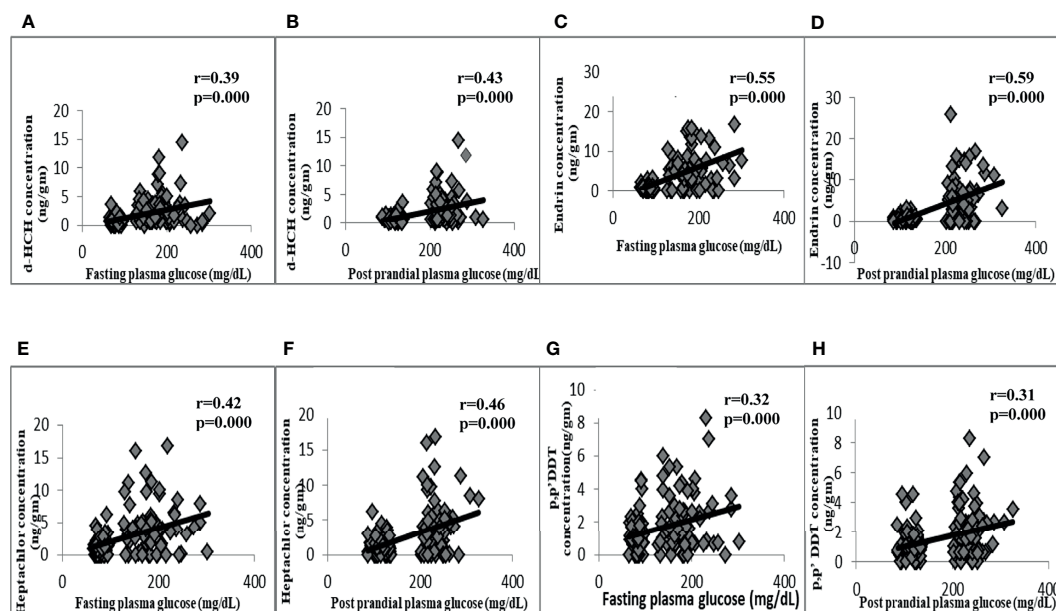 A
B
C
D
r=0.39
p=0.000
d-HCH concentration
(ng/gm)
20
15
10
5
0
0
200
400
Fasting plasma glucose (mg/dL)
r=0.43
p=0.000
d-HCH concentration
(ng/gm)
20
15
10
5
0
0
200
400
Post prandial plasma glucose (mg/dL
r=0.55
p=0.000
Endrin concentration
(ng/gm)
30
20
10
0
0
200
400
Fasting plasma glucose (mg/dL)
r=0.59
p=0.000
Endrin concentration
(ng/gm)
30
20
10
0
-10
0
200
400
Post prandial plasma glucose (mg/dL)
E
F
G
H
r=0.42
p=0.000
Heptachlor concentration
(ng/gm)
20
15
10
5
0
0
200
400
Fasting plasma glucose (mg/dL)
r=0.46
p=0.000
Heptachlor concentration
(ng/gm)
20
15
10
5
0
0
200
400
Post prandial plasma glucose (mg/dL)
r=0.32
p=0.000
p,p'DDT
concentration(ng/gm)
10
8
6
4
2
0
0
200
400
Fasting plasma glucose (mg/dL)
r=0.31
p=0.000
p,p' DDT concentration
(ng/gm)
10
8
6
4
2
0
0
200
400
Post prandial plasma glucose (mg/dL)